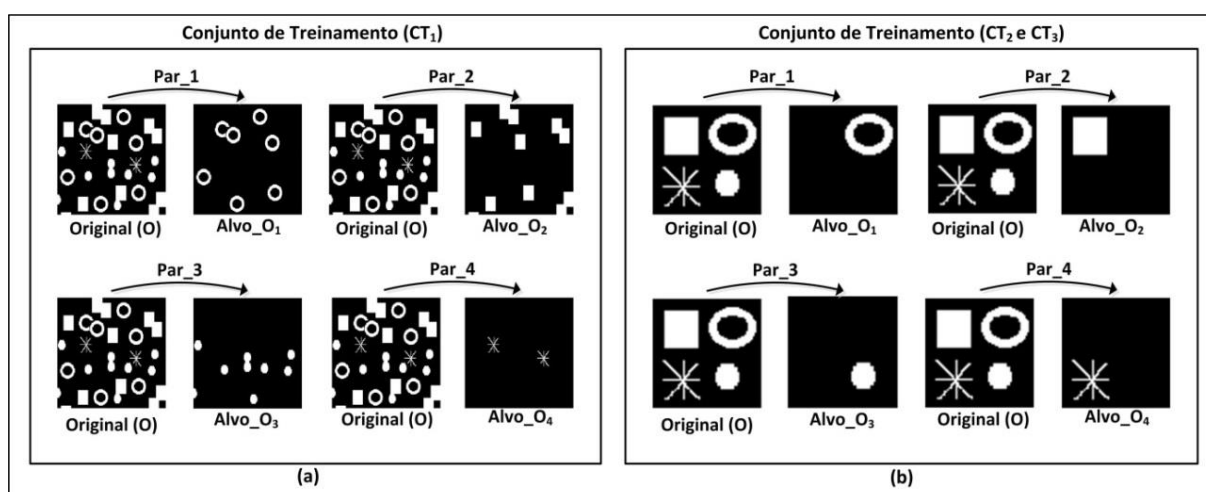 Conjunto de Treinamento (CT₁)
Par_1
Par_2
Original (O)
Alvo_O₁
Original (O)
Alvo_O₂
Par_3
Par_4
Original (O)
Alvo_O₃
Original (O)
Alvo_O₄
(a)
Conjunto de Treinamento (CT₂ e CT₃)
Par_1
Par_2
Original (O)
Alvo_O₁
Original (O)
Alvo_O₂
Par_3
Par_4
Original (O)
Alvo_O₃
Original (O)
Alvo_O₄
(b)